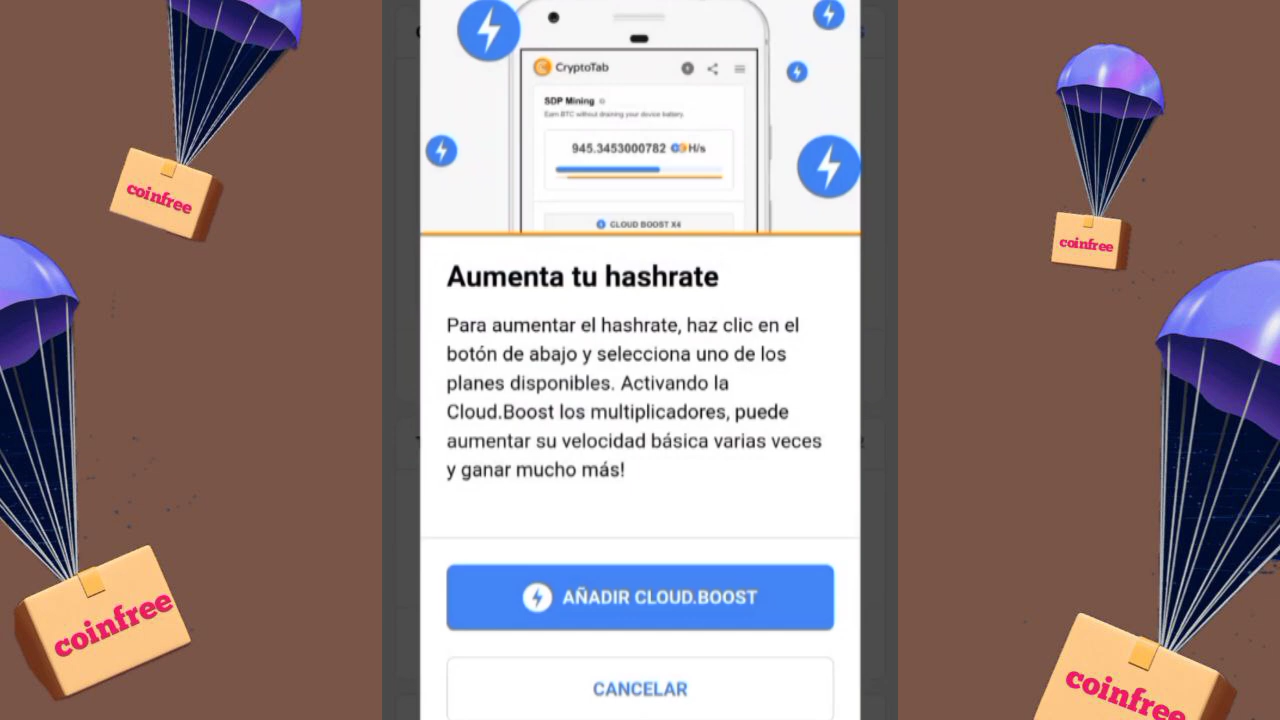 CryptoTab
SDP Mining
Earn BTC without draining your device battery
945.3453000782 H/s
CLOUD BOOST X4
Aumenta tu hashrate
Para aumentar el hashrate, haz clic en el
botón de abajo y selecciona uno de los
planes disponibles. Activando la
Cloud.Boost los multiplicadores, puede
aumentar su velocidad básica varias veces
y ganar mucho más!
AÑADIR CLOUD.BOOST
CANCELAR
coinfree
coinfree
coinfree
coinfree